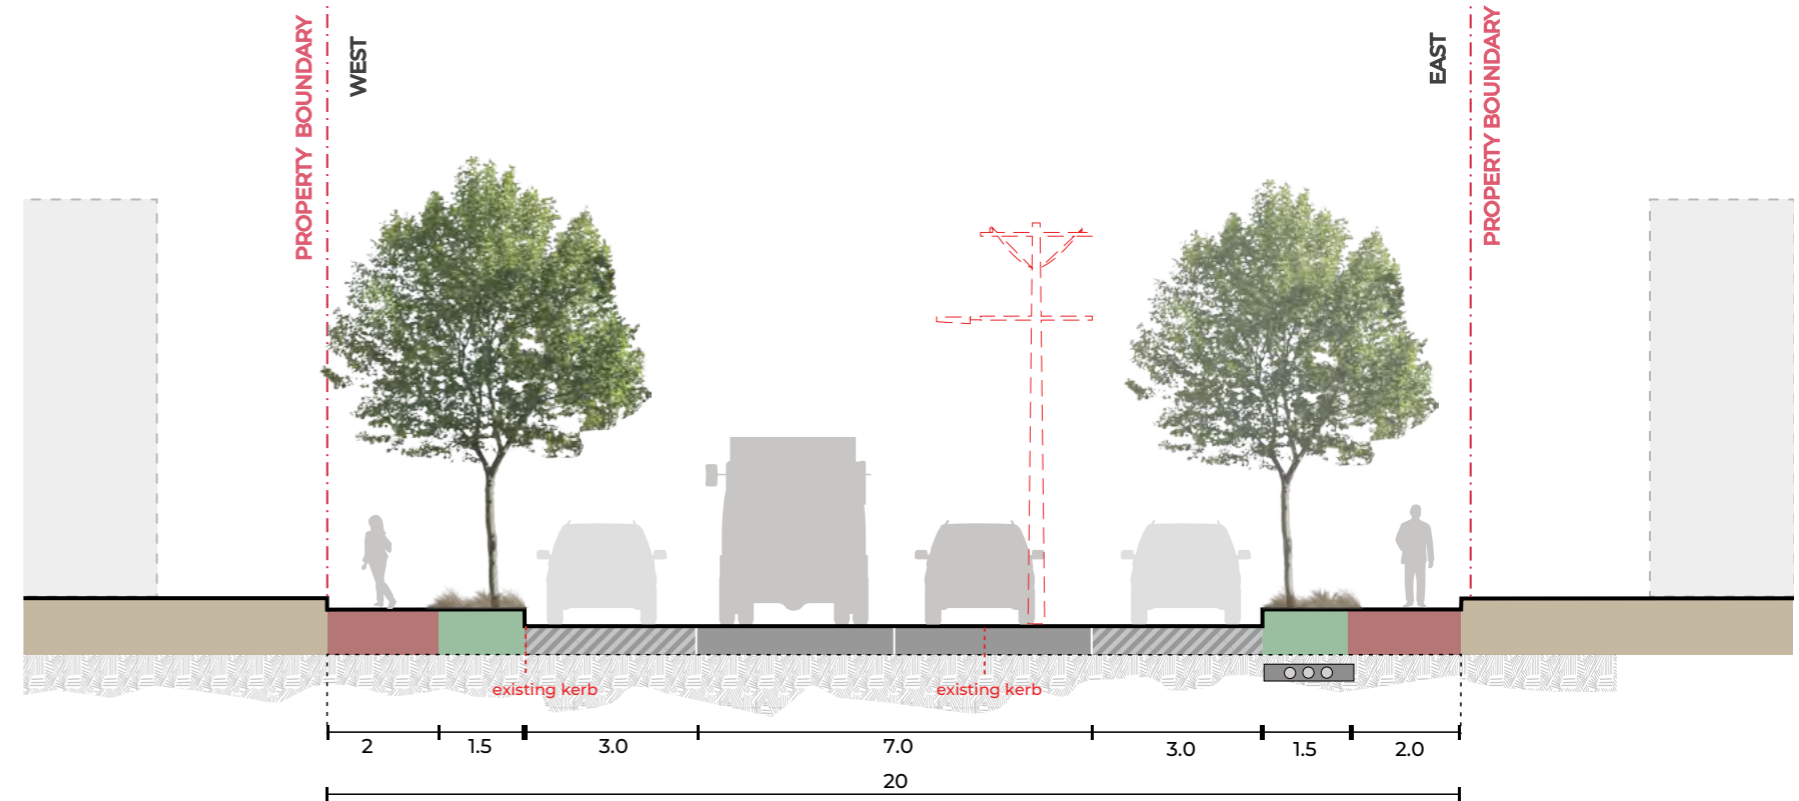 PROPERTY BOUNDARY
WEST
EAST
PROPERTY BOUNDARY
existing kerb
existing kerb
2
1.5
3.0
7.0
3.0
1.5
2.0
20